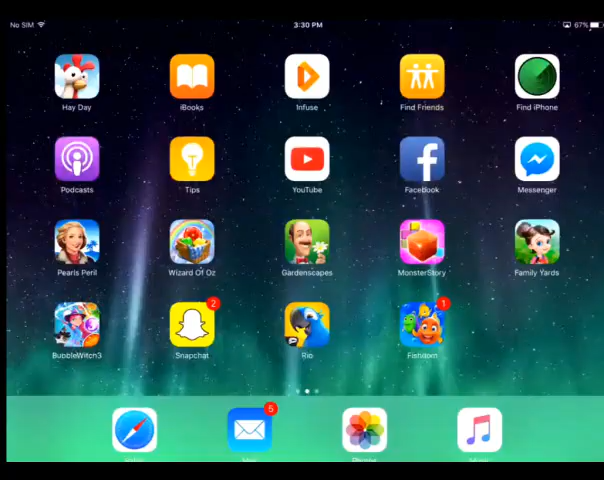 No SIM 3:30 PM 67%
Hay Day iBooks Infuse Find Friends Find iPhone
Podcasts Tips YouTube Facebook Messenger
Pearls Peril Wizard Of Oz Gardenscapes MonsterStory Family Yards
2 1
BubbleWitch3 Snapchat Rio Fishdom
5